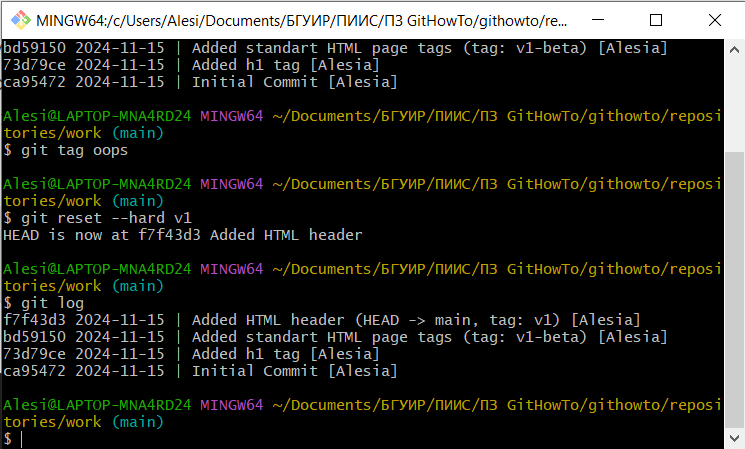 MINGW64:/c/Users/Alesi/Documents/БГУИР/ПИИС/ПЗ GitHowTo/githowto/re...
bd59150 2024-11-15 | Added standart HTML page tags (tag: v1-beta) [Alesia]
73d79ce 2024-11-15 | Added h1 tag [Alesia]
ca95472 2024-11-15 | Initial Commit [Alesia]
Alesi@LAPTOP-MNA4RD24 MINGW64 ~/Documents/БГУИР/ПИИС/ПЗ GitHowTo/githowto/reposi
tories/work (main)
$ git tag oops
Alesi@LAPTOP-MNA4RD24 MINGW64 ~/Documents/БГУИР/ПИИС/ПЗ GitHowTo/githowto/reposi
tories/work (main)
$ git reset --hard v1
HEAD is now at f7f43d3 Added HTML header
Alesi@LAPTOP-MNA4RD24 MINGW64 ~/Documents/БГУИР/ПИИС/ПЗ GitHowTo/githowto/reposi
tories/work (main)
$ git log
f7f43d3 2024-11-15 | Added HTML header (HEAD -> main, tag: v1) [Alesia]
bd59150 2024-11-15 | Added standart HTML page tags (tag: v1-beta) [Alesia]
73d79ce 2024-11-15 | Added h1 tag [Alesia]
ca95472 2024-11-15 | Initial Commit [Alesia]
Alesi@LAPTOP-MNA4RD24 MINGW64 ~/Documents/БГУИР/ПИИС/ПЗ GitHowTo/githowto/reposi
tories/work (main)
$